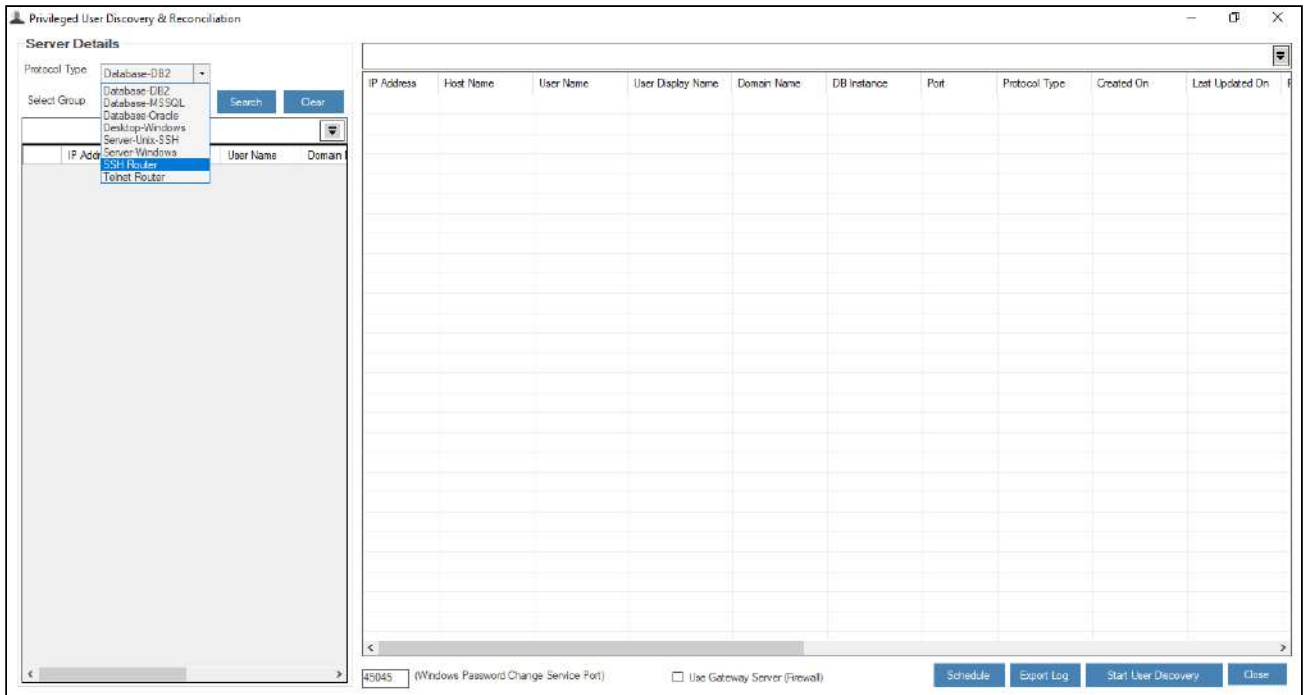 Privileged User Discovery & Reconciliation
Server Details
Protocol Type
Database-DB2
Database-DB2
Database-MSSQL
Database-Oracle
Desktop-Windows
Server-Unix-SSH
Server-Windows
SSH Router
Telnet Router
Select Group
Search
Clear
IP Add
User Name
Domain
IP Address Host Name User Name User Display Name Domain Name DB Instance Port Protocol Type Created On Last Updated On
45045 (Windows Password Change Service Port)
Use Gateway Server (Firewall)
Schedule
Export Log
Start User Discovery
Close